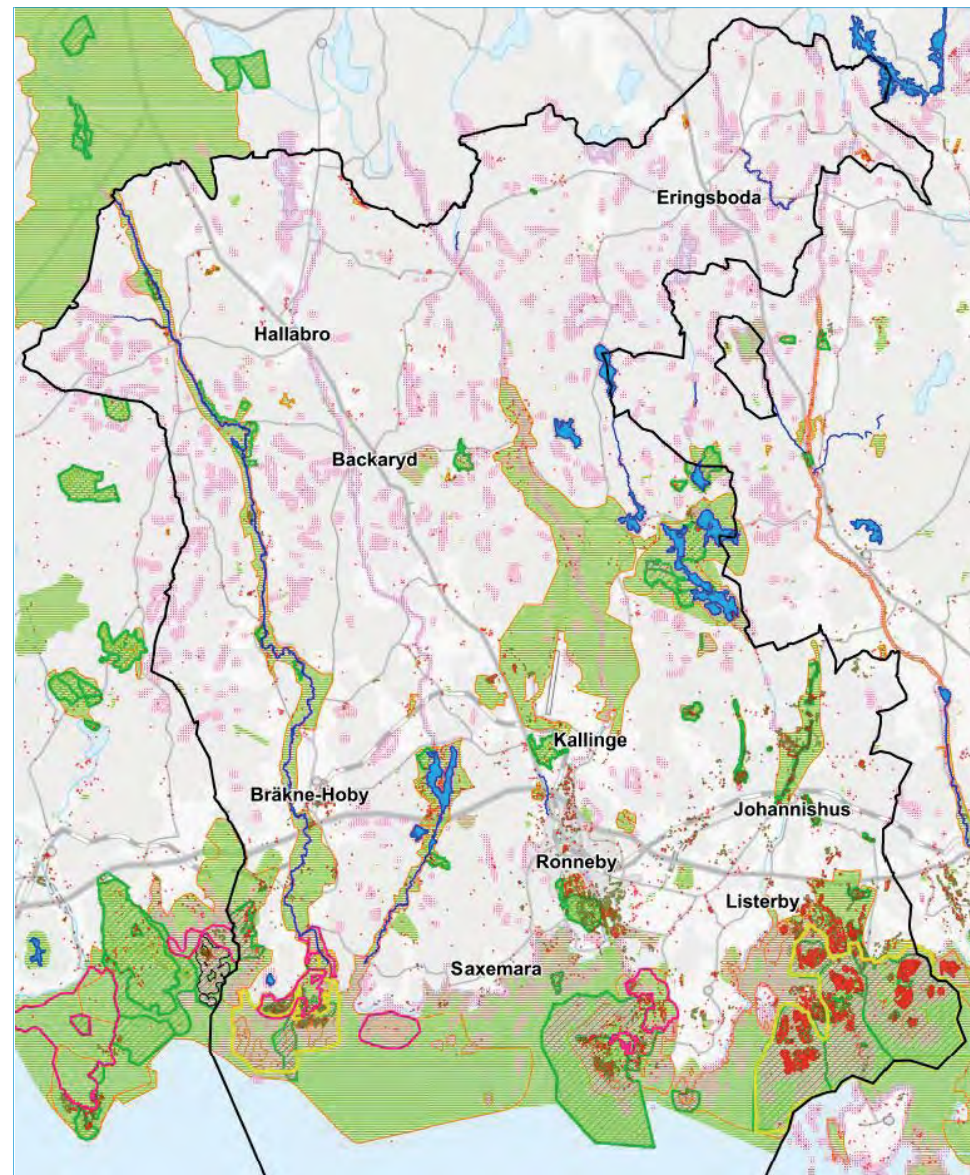 Eringsboda
Hallabro
Backaryd
Kallinge
Bräkne-Hoby
Johannishus
Ronneby
Listerby
Saxemara